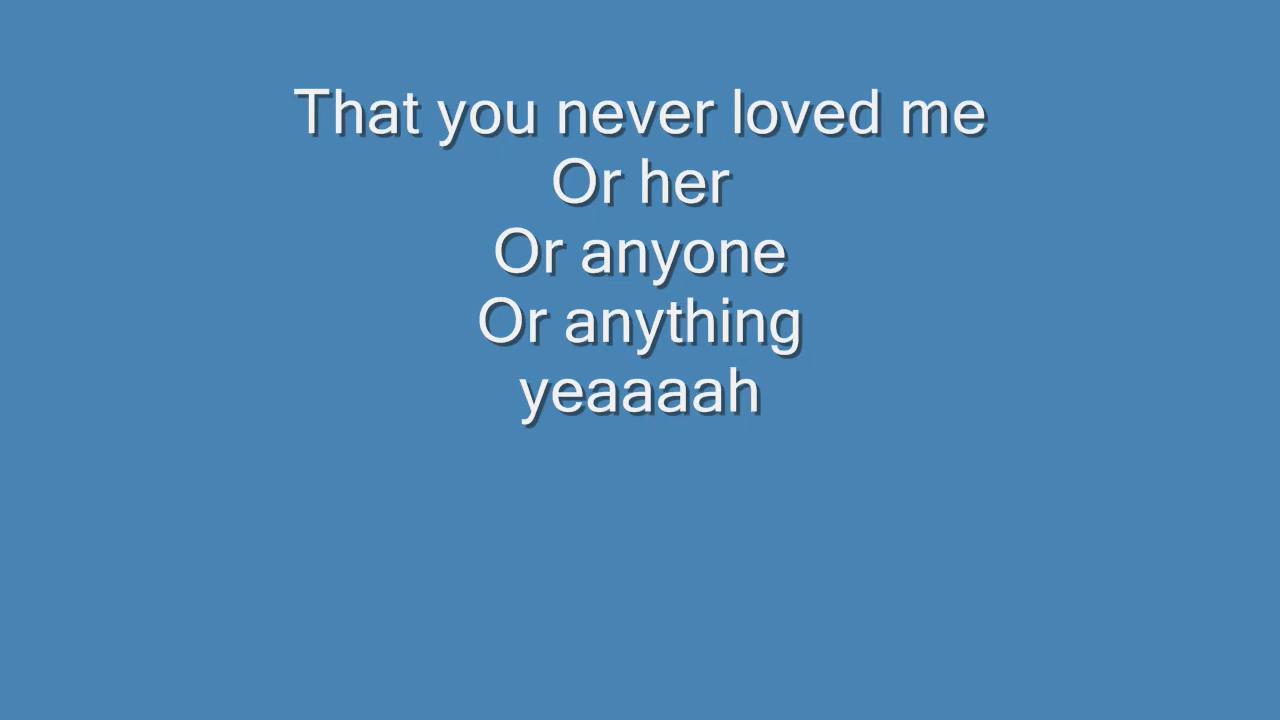 That you never loved me
Or her
Or anyone
Or anything
yeaaaah